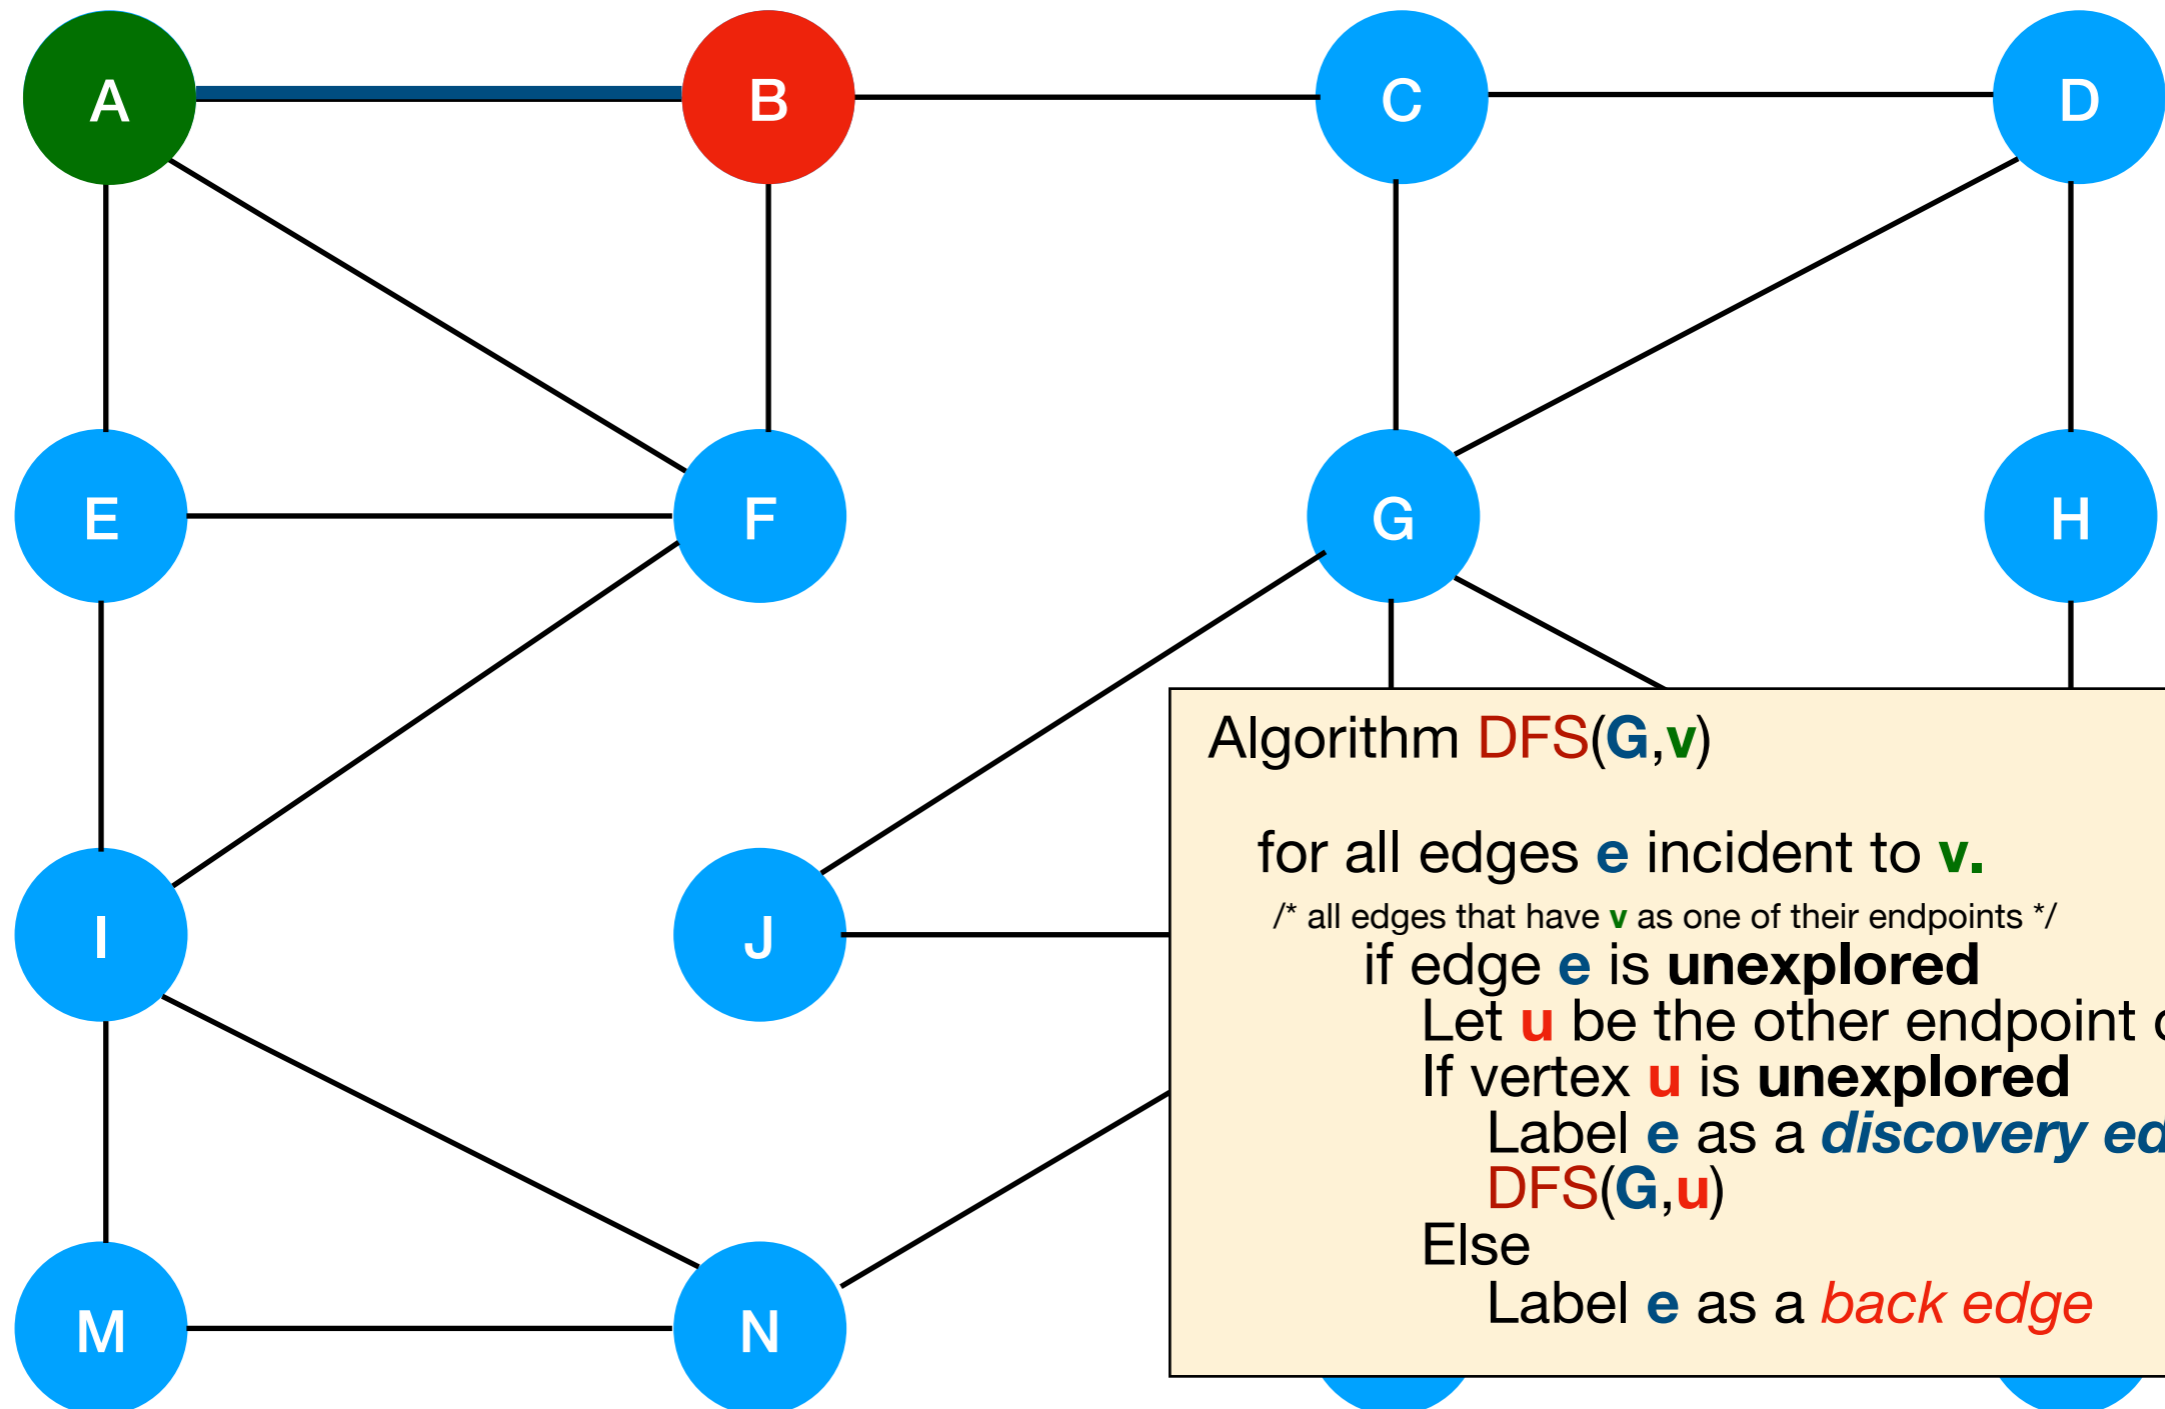 A
B
C
D
E
F
G
H
Algorithm DFS(G,v)
for all edges e incident to v.
/* all edges that have v as one of their endpoints */
I
J
if edge e is unexplored
Let u be the other endpoint
If vertex u is unexplored
Label e as a discovery
DFS(G,u)
Else
Label e as a back edge
M
N